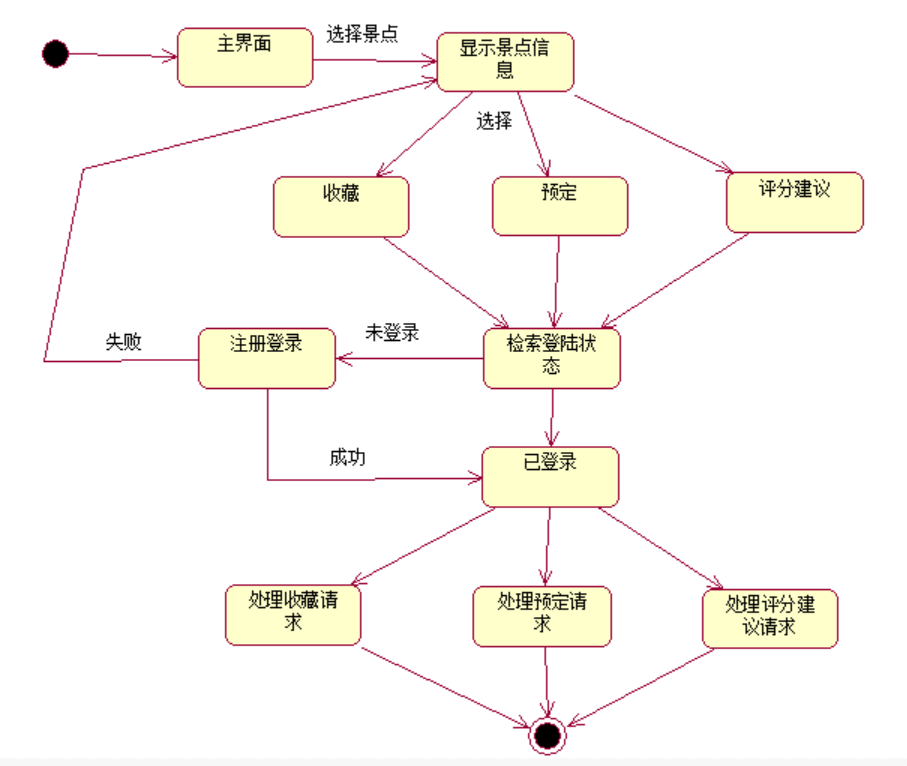 主界面
选择景点
显示景点信
息
选择
收藏
预定
评分建议
失败
注册登录
未登录
检索登陆状
态
成功
已登录
处理收藏请
求
处理预定请
求
处理评分建
议请求